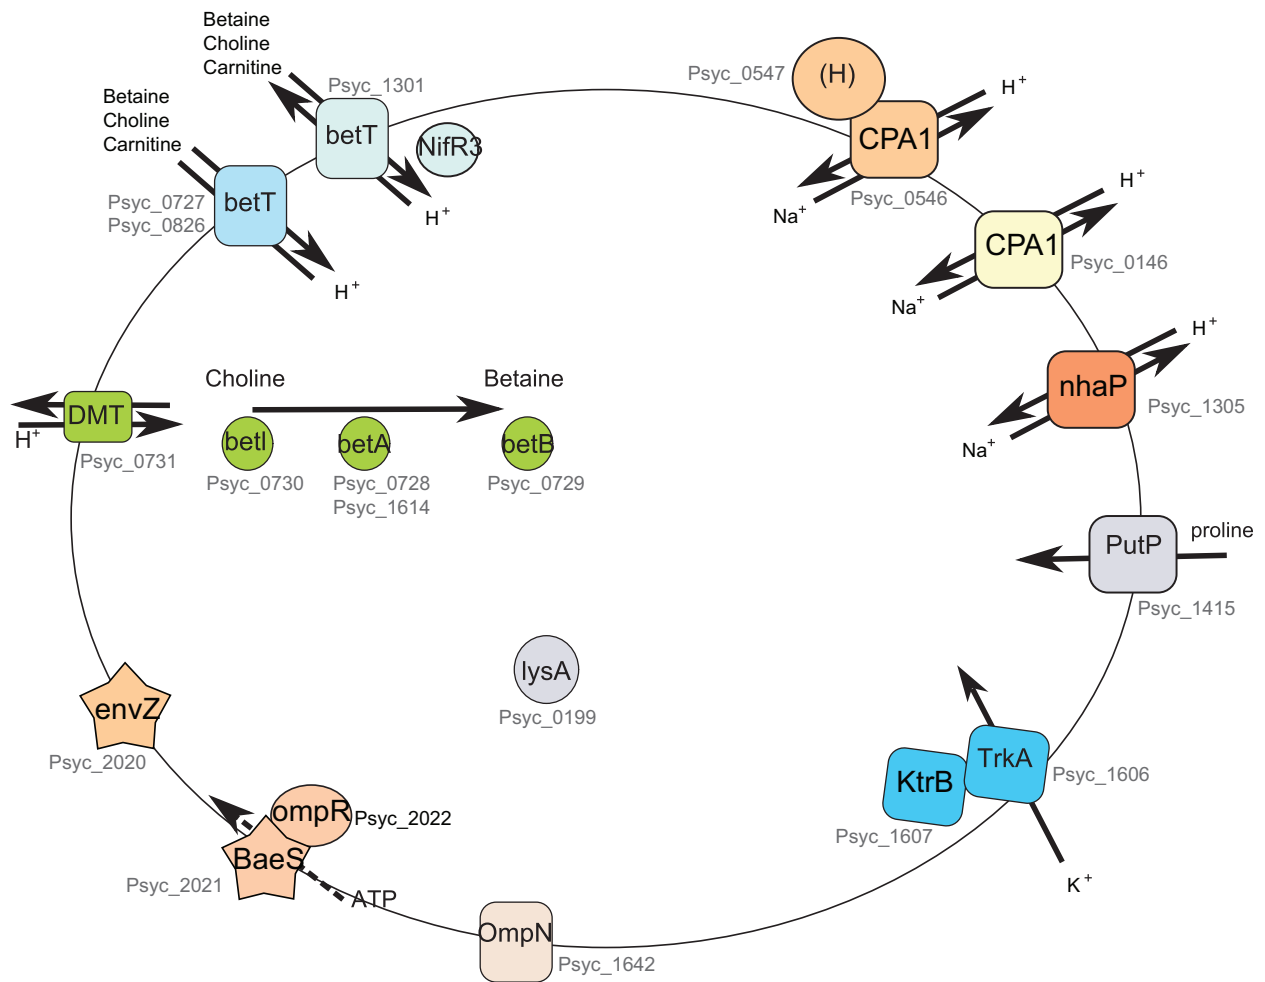 Betaine
Choline
Carnitine
Psyc_1301
betT
NifR3
H+
Betaine
Choline
Carnitine
betT
Psyc_0727
Psyc_0826
H+
Psyc_0547
(H)
H+
CPA1
Na+
Psyc_0546
H+
CPA1
Psyc_0146
Na+
H+
nhaP
Psyc_1305
Na+
DMT
H+
Psyc_0731
Choline
Betaine
betI
betA
betB
Psyc_0730
Psyc_0728
Psyc_1614
Psyc_0729
proline
PutP
Psyc_1415
lysA
Psyc_0199
envZ
Psyc_2020
ompR
Psyc_2022
BaeS
Psyc_2021
ATP
OmpN
Psyc_1642
TrkA
Psyc_1606
KtrB
Psyc_1607
K+